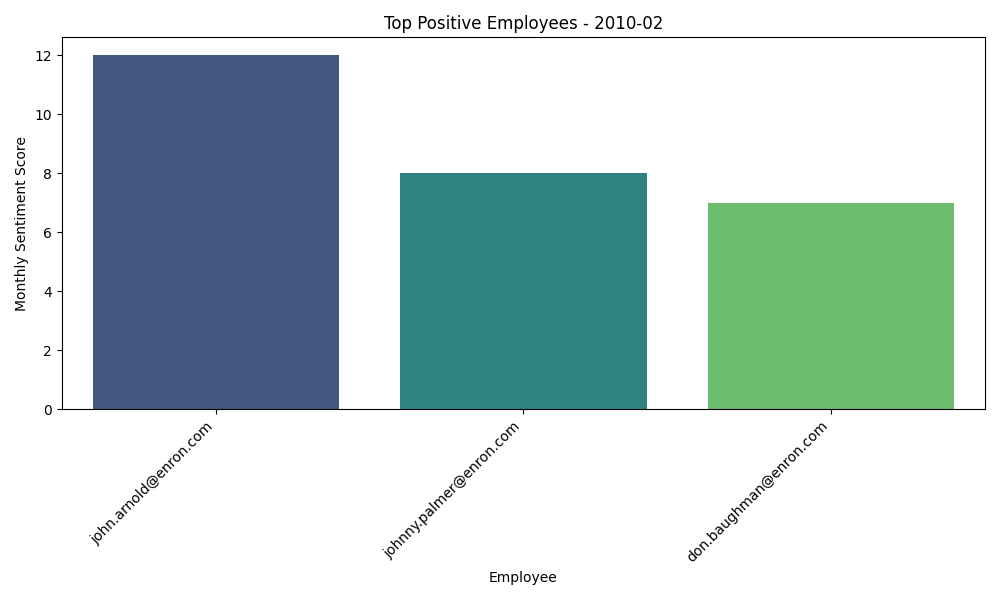 Top Positive Employees - 2010-02
Monthly Sentiment Score
12
10
8
6
4
2
0
john.arnold@enron.com
johnny.palmer@enron.com
don.baughman@enron.com
Employee